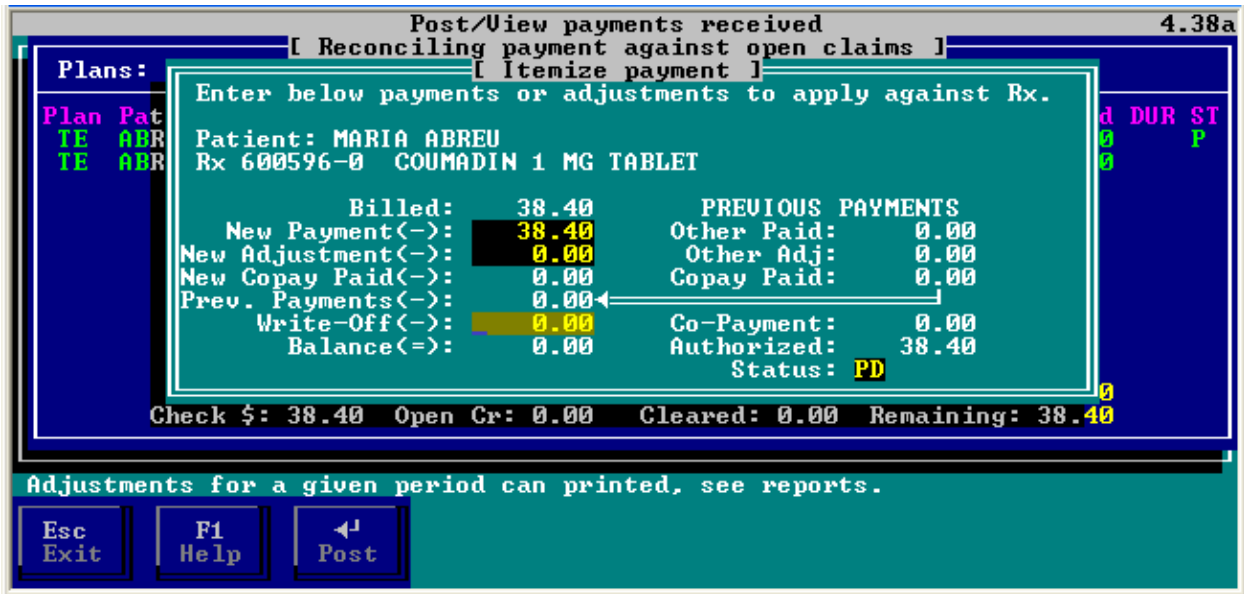 Post/View payments received 4.38a
[ Reconciling payment against open claims ]
Plans: [ Itemize payment ]
Enter below payments or adjustments to apply against Rx.
Plan Pat d DUR ST
TE ABR Patient: MARIA ABREU 0 P
TE ABR Rx 600596-0 COUMADIN 1 MG TABLET 0
Billed: 38.40 PREVIOUS PAYMENTS
New Payment(-): 38.40 Other Paid: 0.00
New Adjustment(-): 0.00 Other Adj: 0.00
New Copay Paid(-): 0.00 Copay Paid: 0.00
Prev. Payments(-): 0.00
Write-Off(-): 0.00 Co-Payment: 0.00
Balance(=): 0.00 Authorized: 38.40
Status: PD
0
Check $: 38.40 Open Cr: 0.00 Cleared: 0.00 Remaining: 38.40
Adjustments for a given period can printed, see reports.
Esc F1 ↵
Exit Help Post